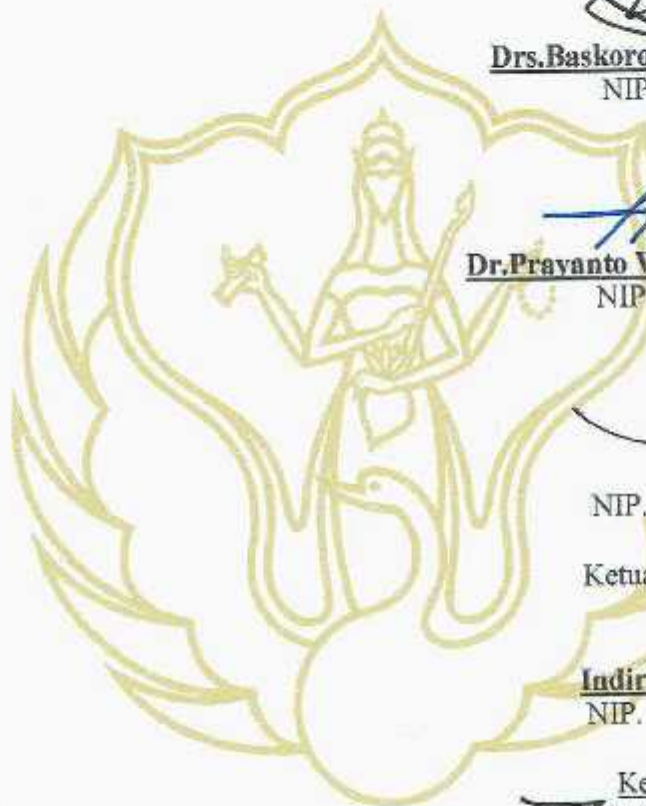 Drs.Baskoro
NIP
Dr.Prayanto
NIP
NIP.
Ketua
Indir
NIP.
Ke